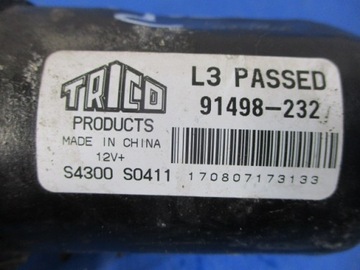 TRICO
PRODUCTS
MADE IN CHINA
12V+
S4300 S0411
L3 PASSED
91498-232
170807173133